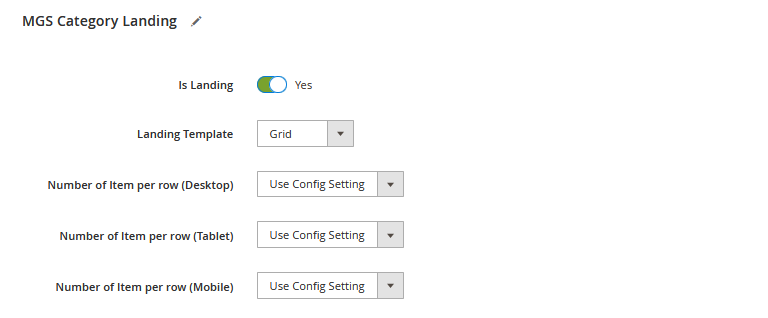 MGS Category Landing
Is Landing Yes
Landing Template Grid
Number of Item per row (Desktop) Use Config Setting
Number of Item per row (Tablet) Use Config Setting
Number of Item per row (Mobile) Use Config Setting